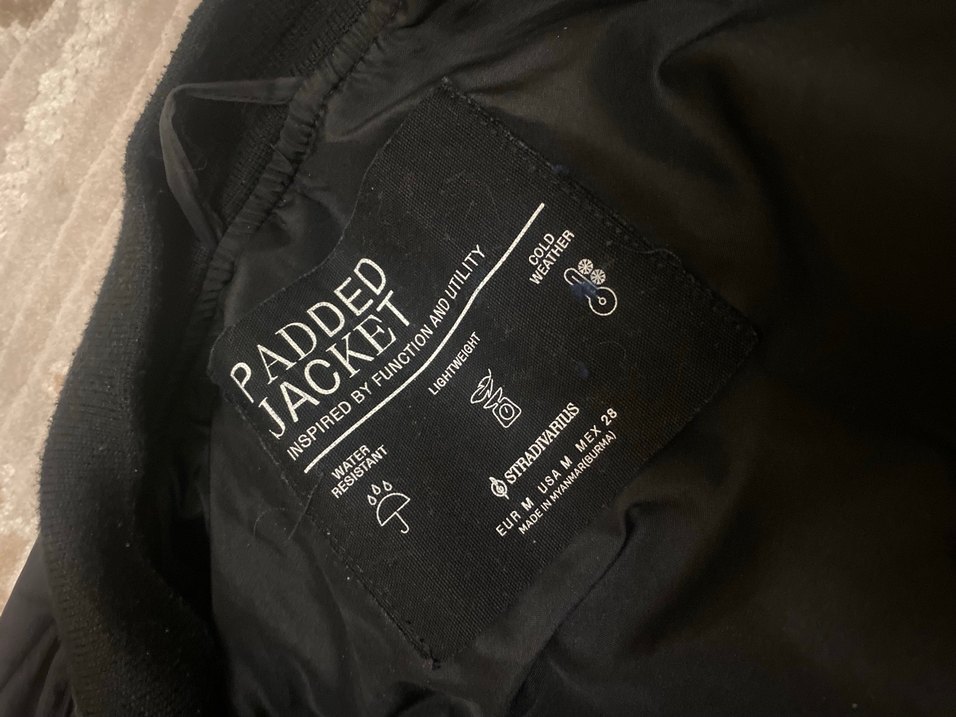 PADDED
JACKET
INSPIRED BY FUNCTION AND UTILITY
WATER
RESISTANT
LIGHTWEIGHT
COLD
WEATHER
STRADIVARIUS
EUR M USA M MEX 28
MADE IN MYANMAR(BURMA)